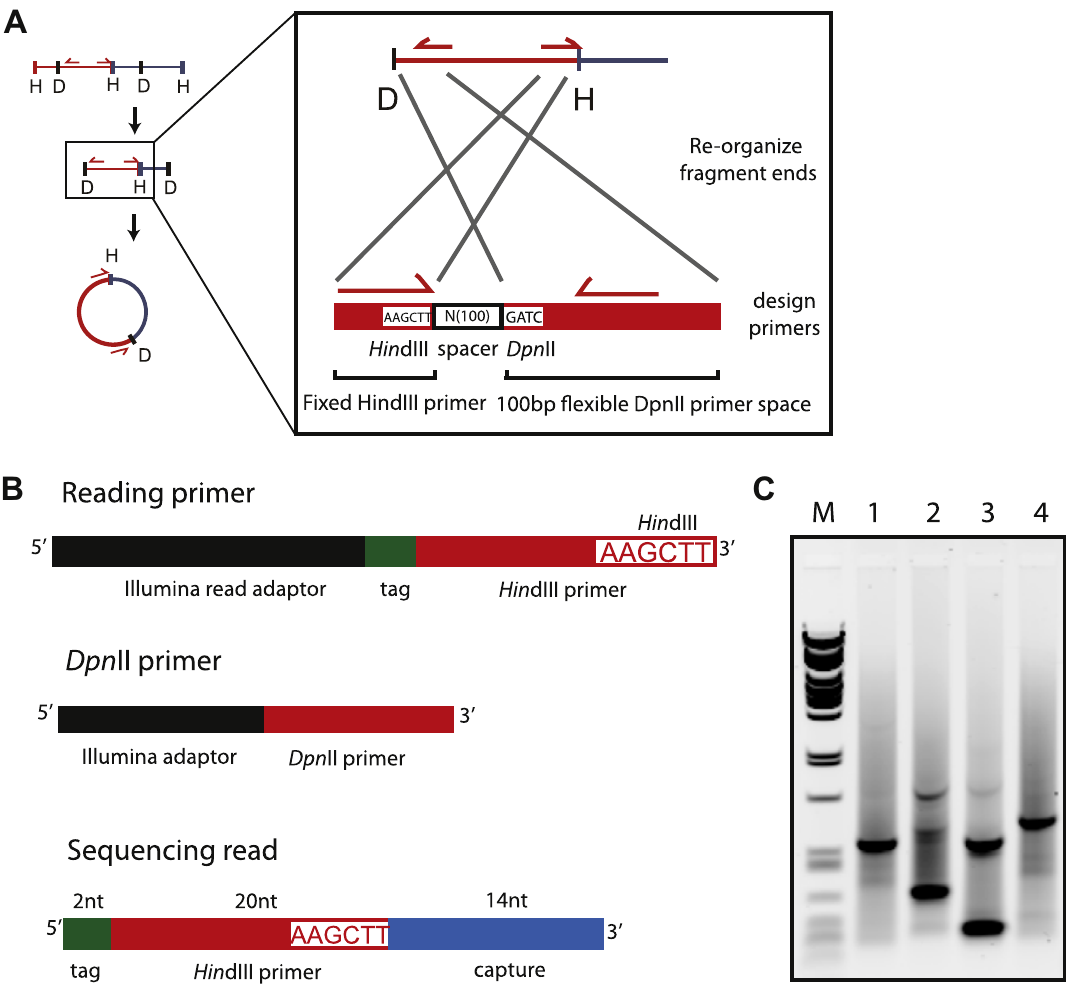 A
H D H D H
D H D
H
D
D H
Re-organize
fragment ends
AAGCTT N(100) GATC
design
primers
HindIII spacer DpnII
Fixed HindIII primer 100bp flexible DpnII primer space
B
Reading primer
HindIII
5′ AAGCTT 3′
Illumina read adaptor tag HindIII primer
DpnII primer
5′ 3′
Illumina adaptor DpnII primer
Sequencing read
2nt 20nt 14nt
5′ AAGCTT 3′
tag HindIII primer capture
C
M 1 2 3 4